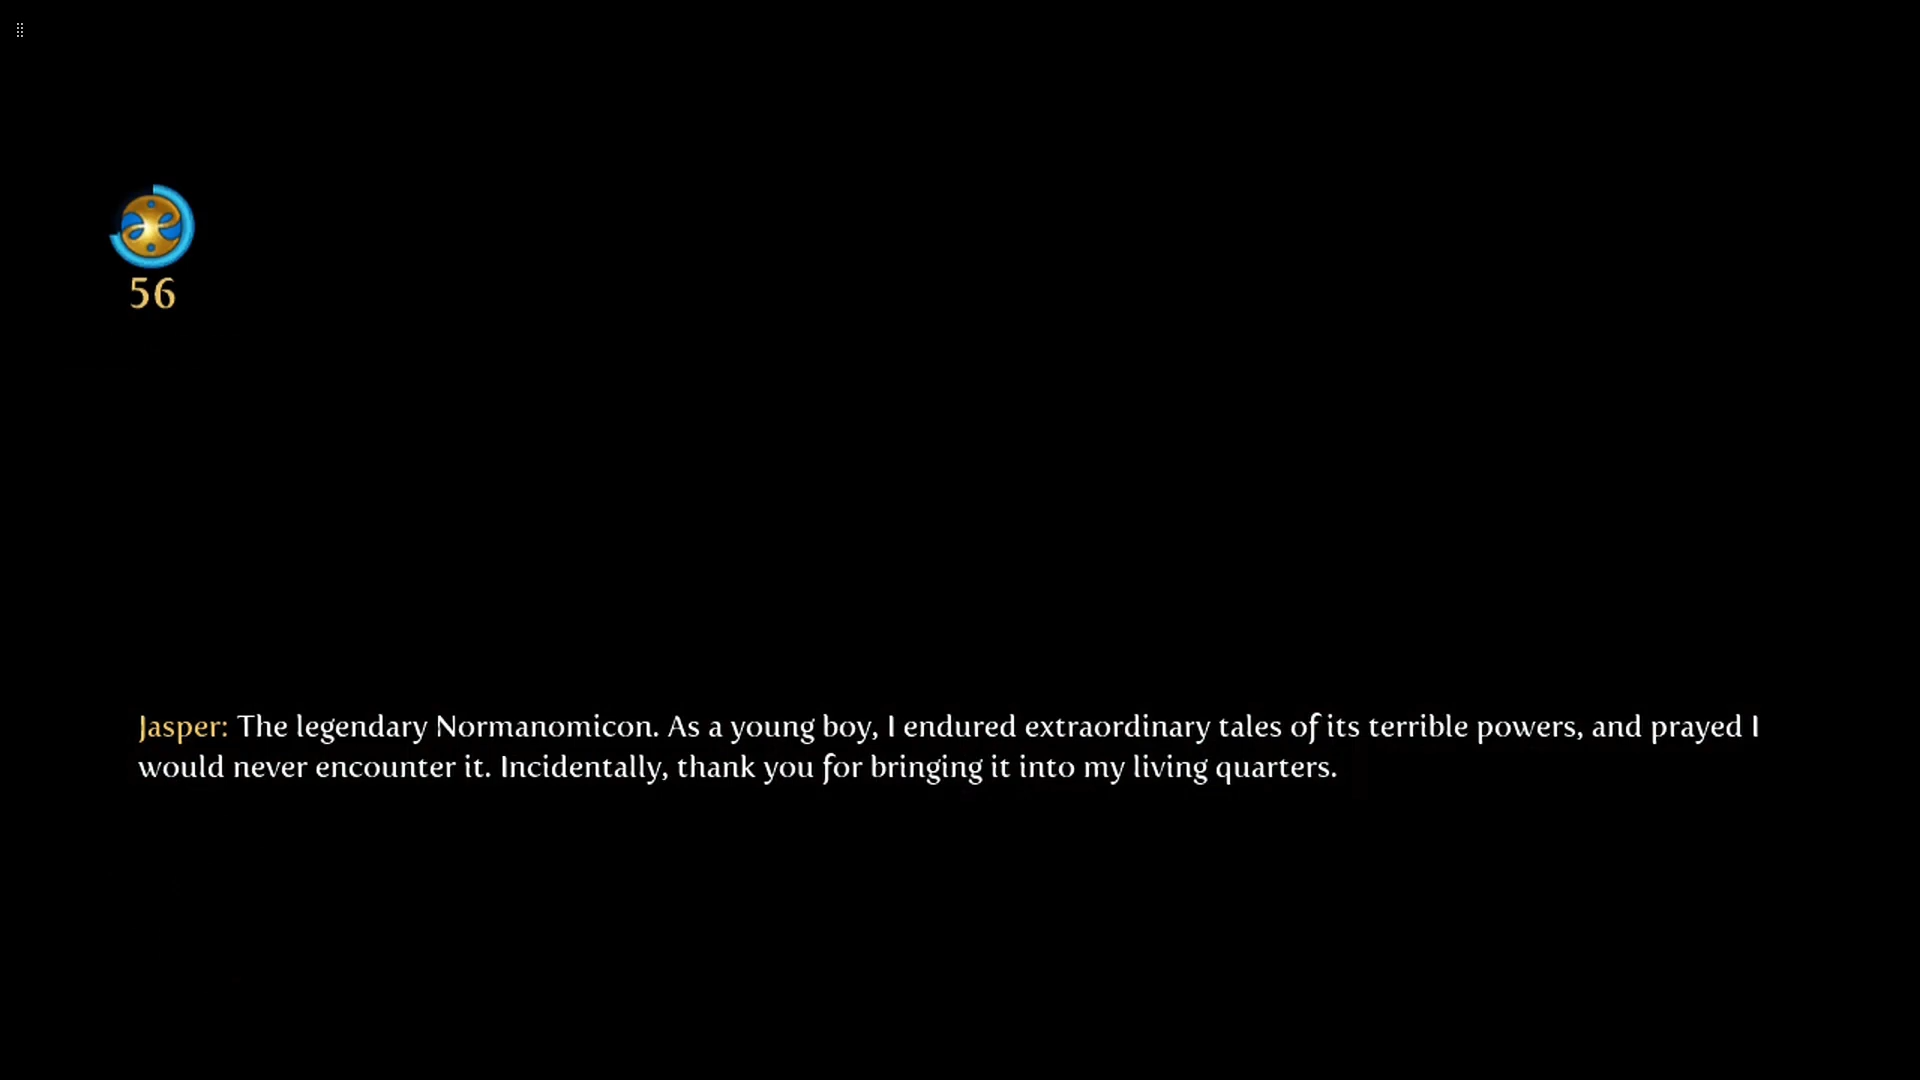 56
Jasper: The legendary Normanomicon. As a young boy, I endured extraordinary tales of its terrible powers, and prayed I
would never encounter it. Incidentally, thank you for bringing it into my living quarters.